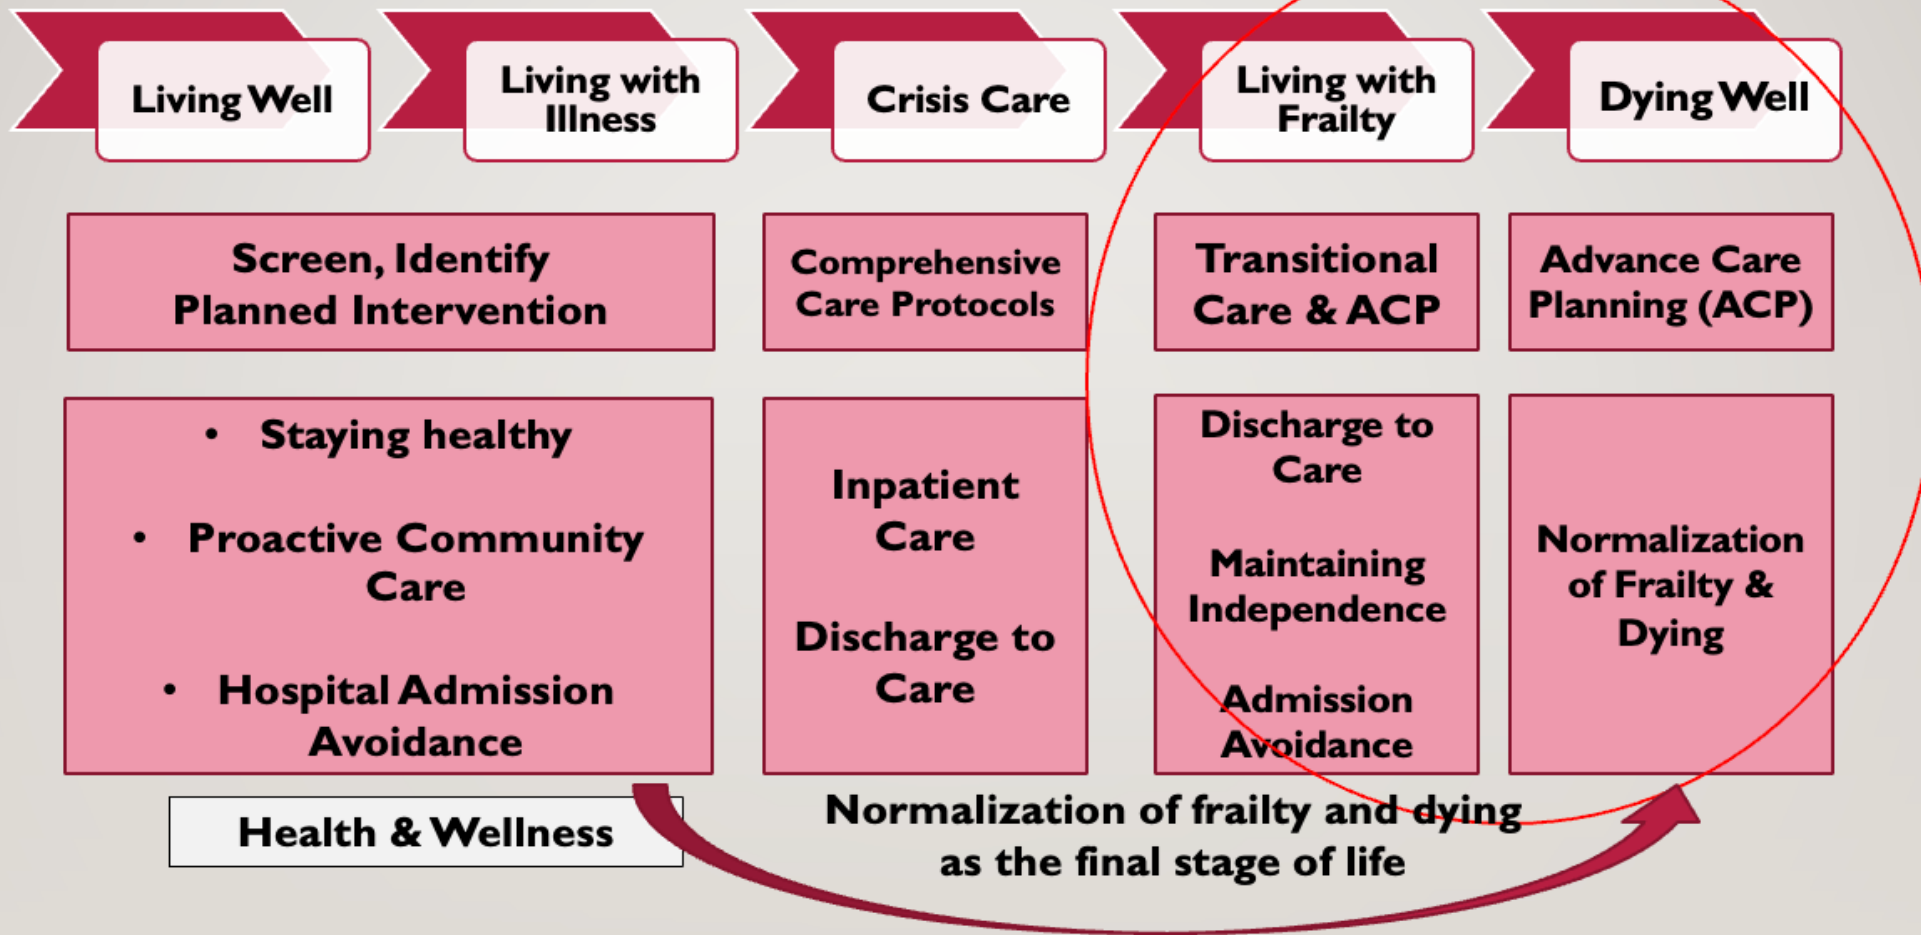 Living Well
Living with
Illness
Crisis Care
Living with
Frailty
Dying Well
Screen, Identify
Planned Intervention
Comprehensive
Care Protocols
Transitional
Care & ACP
Advance Care
Planning (ACP)
• Staying healthy
• Proactive Community
Care
• Hospital Admission
Avoidance
Inpatient
Care
Discharge to
Care
Discharge to
Care
Maintaining
Independence
Admission
Avoidance
Normalization
of Frailty &
Dying
Health & Wellness
Normalization of frailty and dying
as the final stage of life